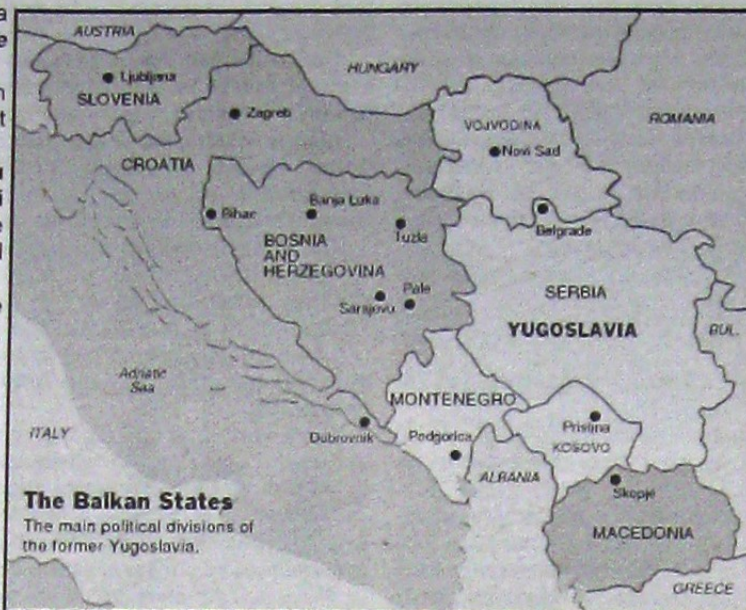 AUSTRIA
HUNGARY
Ljubljana
SLOVENIA
Zagreb
ROMANIA
VOJVODINA
Novi Sad
CROATIA
Bihac
Banja Luka
Tuzla
Belgrade
BOSNIA
AND
HERZEGOVINA
Pale
Sarajevo
SERBIA
YUGOSLAVIA
BUL.
Adriatic
Sea
MONTENEGRO
ITALY
Dubrovnik
Podgorica
Pristina
KOSOVO
ALBANIA
Skopje
MACEDONIA
GREECE
The Balkan States
The main political divisions of
the former Yugoslavia.